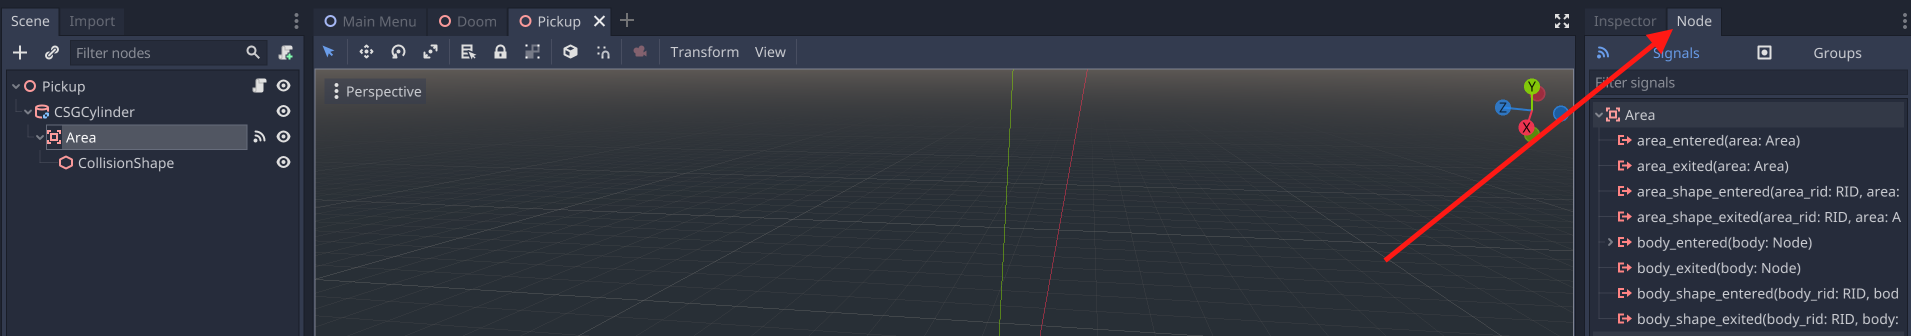 Scene Import
Main Menu Doom Pickup
Inspector Node
Filter nodes
Transform View
Signals Groups
Filter signals
Pickup
CSGCylinder
Area
CollisionShape
Perspective
Y
Z
X
Area
area_entered(area: Area)
area_exited(area: Area)
area_shape_entered(area_rid: RID, area:
area_shape_exited(area_rid: RID, area: A
body_entered(body: Node)
body_exited(body: Node)
body_shape_entered(body_rid: RID, bod
body_shape_exited(body_rid: RID, body: